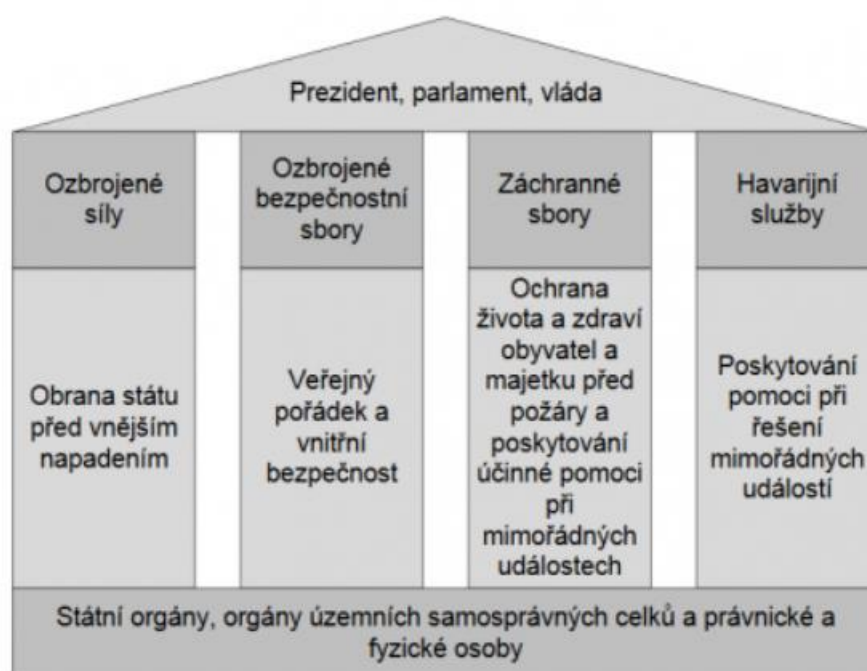 Prezident, parlament, vláda
Ozbrojené
síly
Ozbrojené
bezpečnostní
sbory
Záchranné
sbory
Havarijní
služby
Obrana státu
před vnějším
napadením
Veřejný
pořádek a
vnitřní
bezpečnost
Ochrana
života a zdraví
obyvatel a
majetku před
požáry a
poskytování
účinné pomoci
při
mimořádných
událostech
Poskytování
pomoci při
řešení
mimořádných
událostí
Státní orgány, orgány územních samosprávných celků a právnické a
fyzické osoby